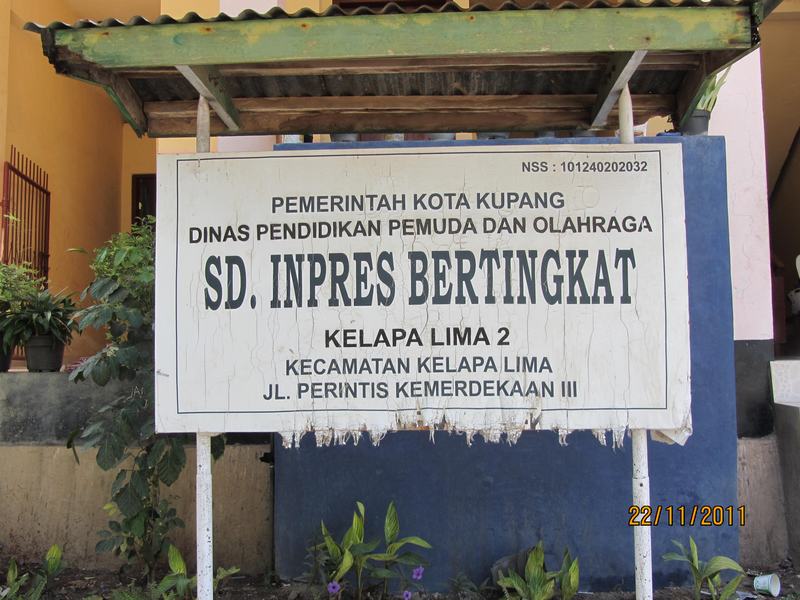 NSS : 101240202032
PEMERINTAH KOTA KUPANG
DINAS PENDIDIKAN PEMUDA DAN OLAHRAGA
SD. INPRES BERTINGKAT
KELAPA LIMA 2
KECAMATAN KELAPA LIMA
JL. PERINTIS KEMERDEKAAN III
22/11/2011